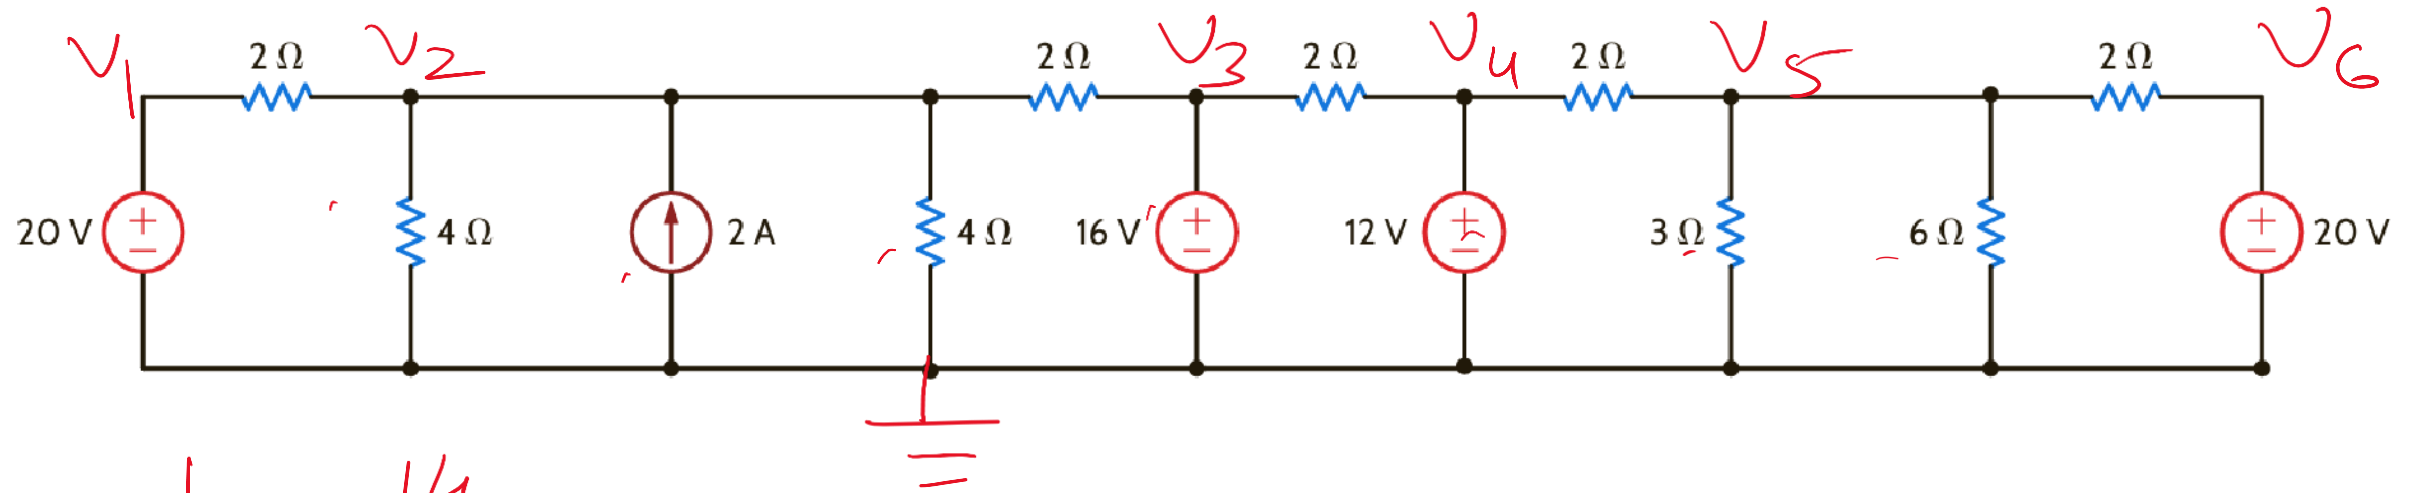 V1 2 Ω V2 2 Ω V3 2 Ω V4 2 Ω V5 2 Ω V6
20 V + − 4 Ω 2 A 4 Ω 16 V + − 12 V + − 3 Ω 6 Ω + − 20 V